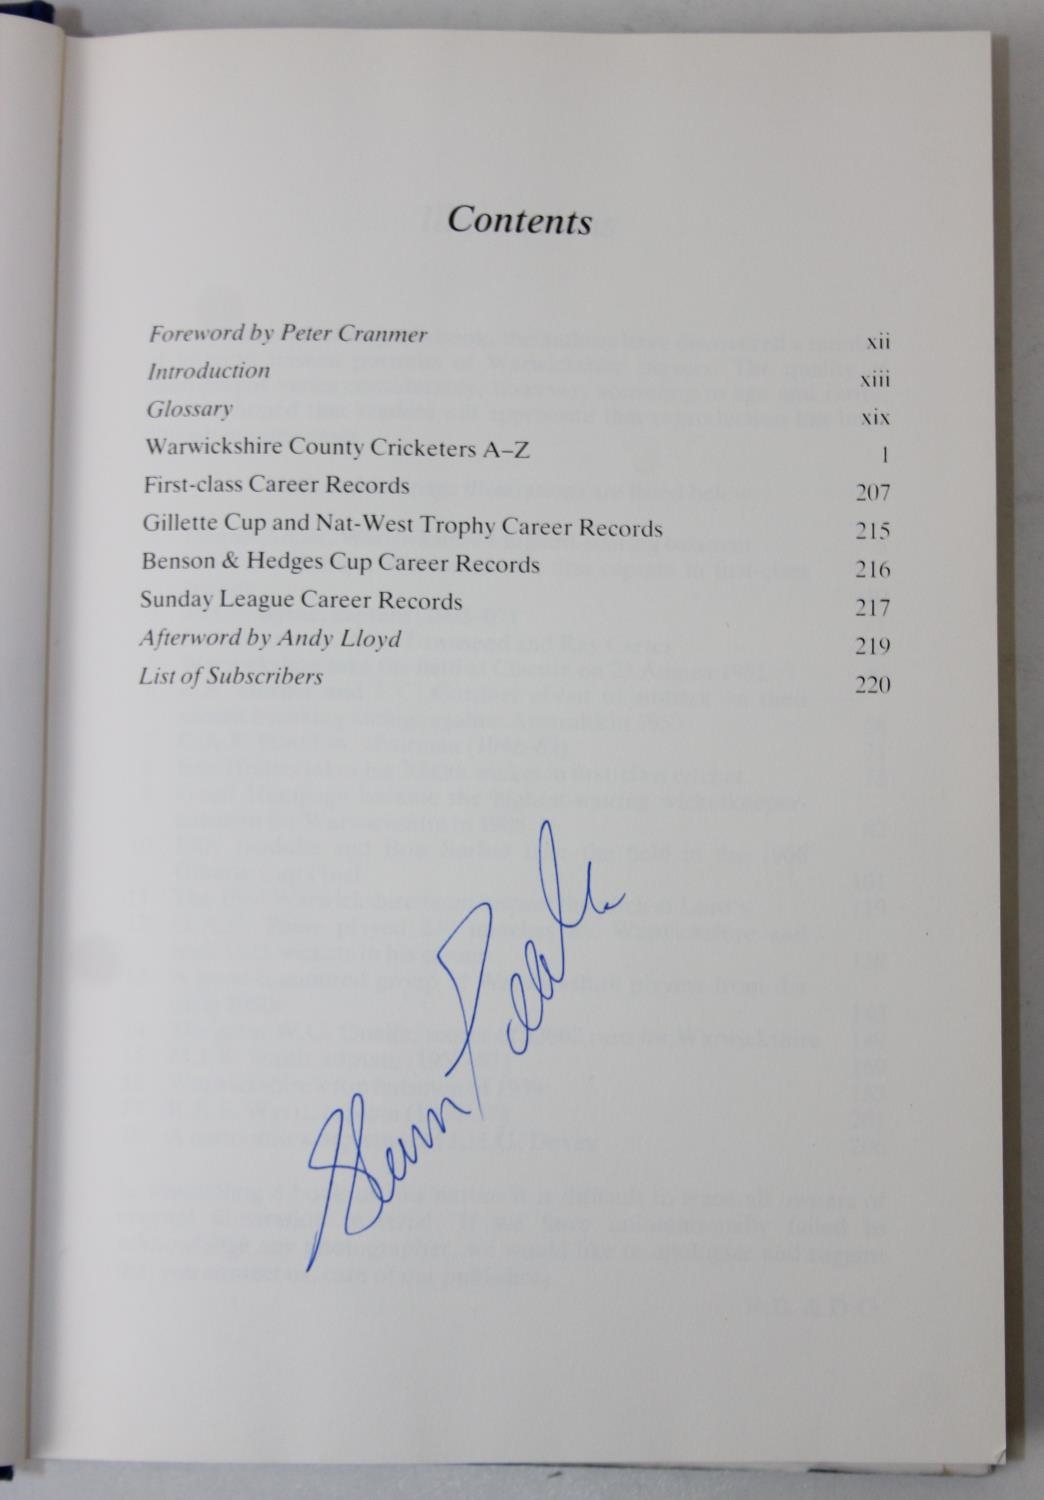 Contents
Foreword by Peter Cranmer xii
Introduction xiii
Glossary xix
Warwickshire County Cricketers A–Z 1
First-class Career Records 207
Gillette Cup and Nat-West Trophy Career Records 215
Benson & Hedges Cup Career Records 216
Sunday League Career Records 217
Afterword by Andy Lloyd 219
List of Subscribers 220